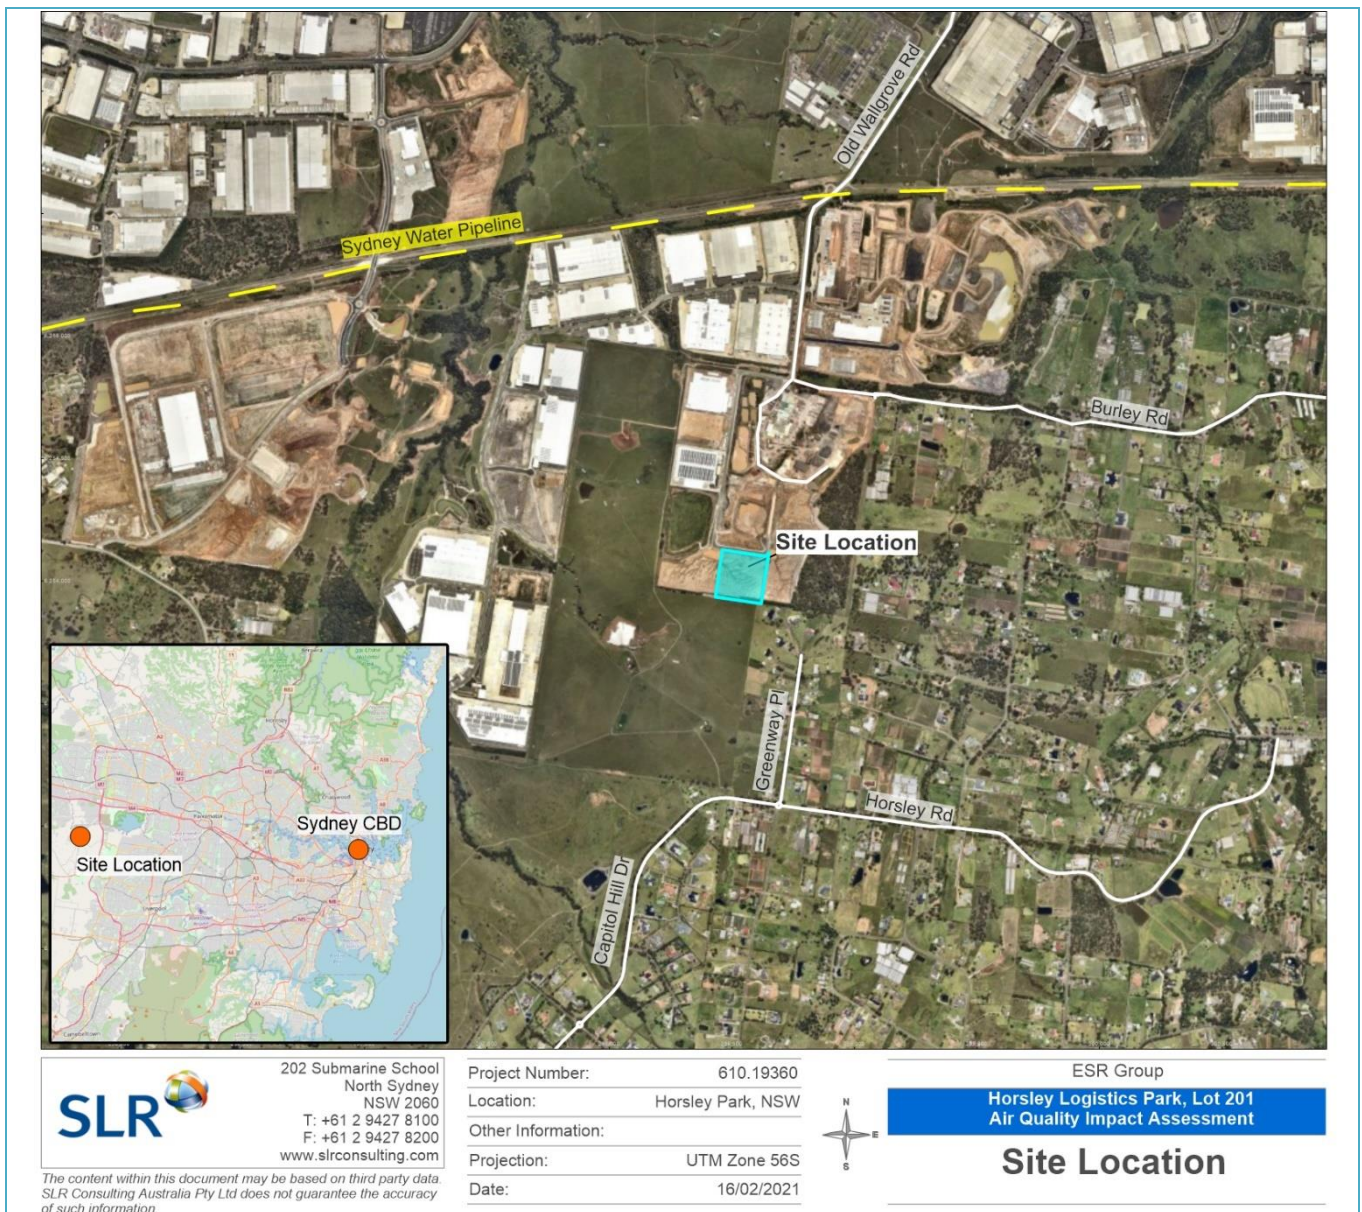 Old Wallgrove Rd
Sydney Water Pipeline
Burley Rd
Site Location
Greenway Pl
Horsley Rd
Capitol Hill Dr
Hornsby
Chatswood
Parramatta
Sydney CBD
Site Location
Liverpool
Campbelltown
SLR
202 Submarine School
North Sydney
NSW 2060
T: +61 2 9427 8100
F: +61 2 9427 8200
www.slrconsulting.com
The content within this document may be based on third party data.
SLR Consulting Australia Pty Ltd does not guarantee the accuracy
of such information.
Project Number: 610.19360
Location: Horsley Park, NSW
Other Information:
Projection: UTM Zone 56S
Date: 16/02/2021
N
E
S
ESR Group
Horsley Logistics Park, Lot 201
Air Quality Impact Assessment
Site Location